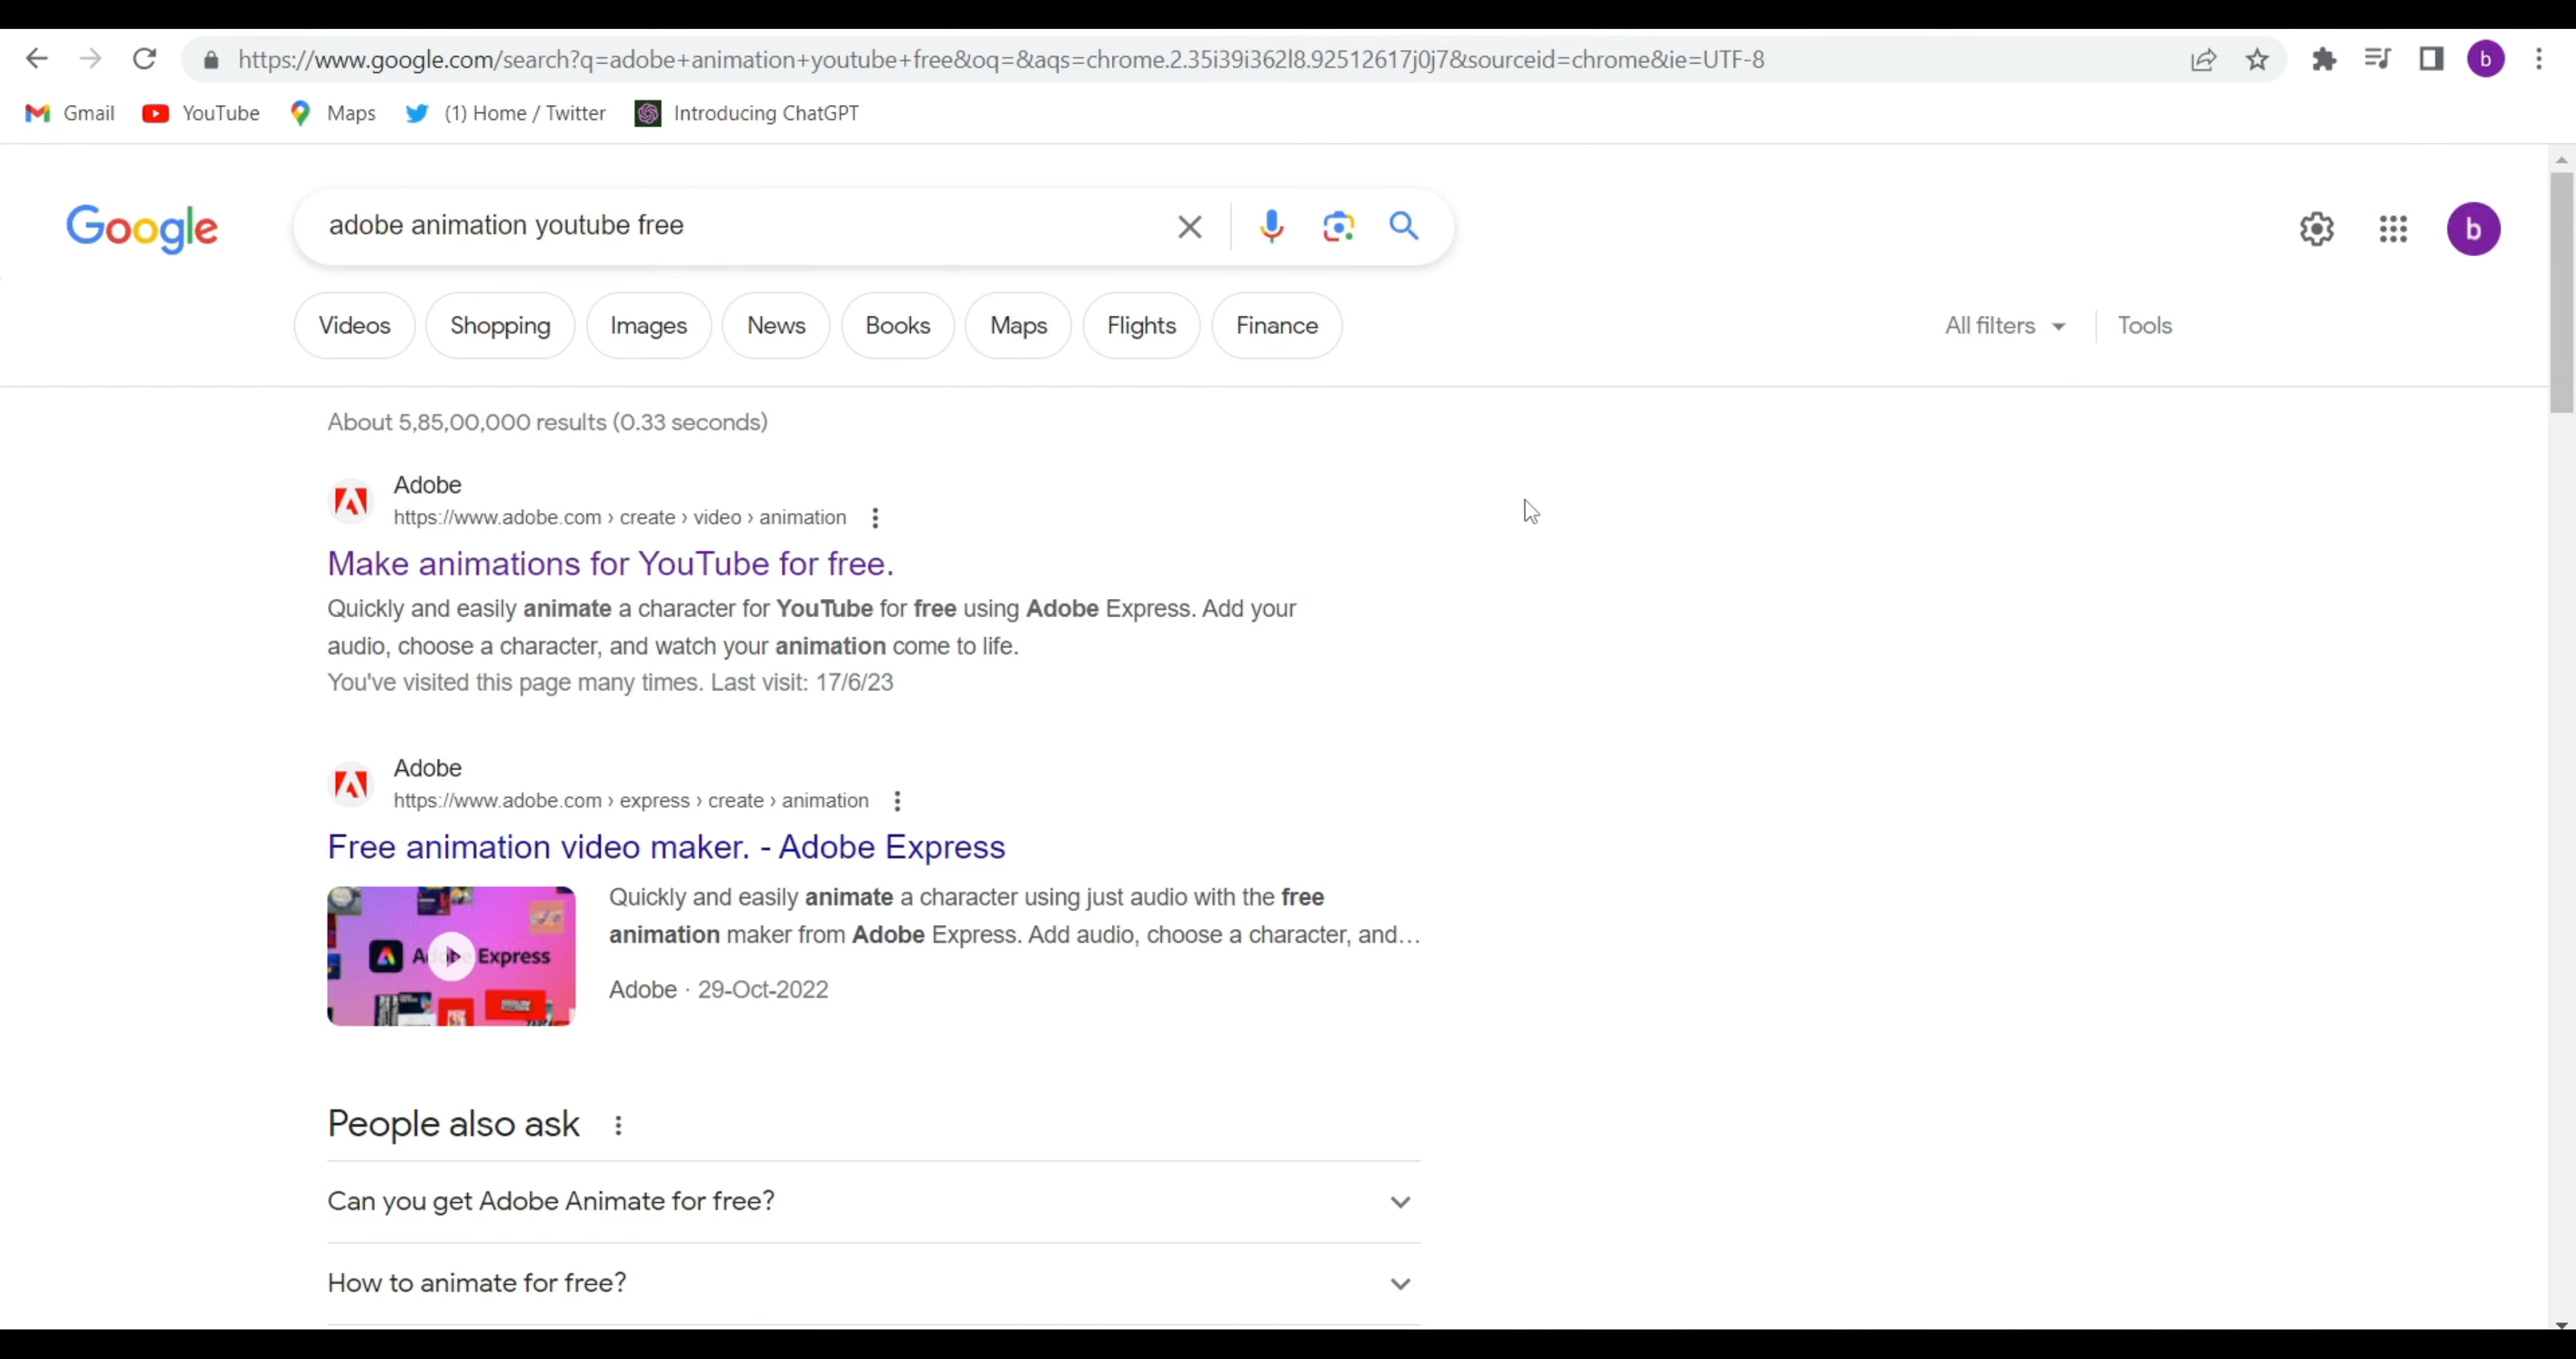 https://www.google.com/search?q=adobe+animation+youtube+free&oq=&aqs=chrome.2.35i39i362l8.92512617j0j7&sourceid=chrome&ie=UTF-8
b
Gmail
YouTube
Maps
(1) Home / Twitter
Introducing ChatGPT
Google
adobe animation youtube free
b
Videos
Shopping
Images
News
Books
Maps
Flights
Finance
All filters
Tools
About 5,85,00,000 results (0.33 seconds)
Adobe
https://www.adobe.com › create › video › animation
Make animations for YouTube for free.
Quickly and easily animate a character for YouTube for free using Adobe Express. Add your
audio, choose a character, and watch your animation come to life.
You've visited this page many times. Last visit: 17/6/23
Adobe
https://www.adobe.com › express › create › animation
Free animation video maker. - Adobe Express
Adobe Express
Quickly and easily animate a character using just audio with the free
animation maker from Adobe Express. Add audio, choose a character, and...
Adobe · 29-Oct-2022
People also ask
Can you get Adobe Animate for free?
How to animate for free?